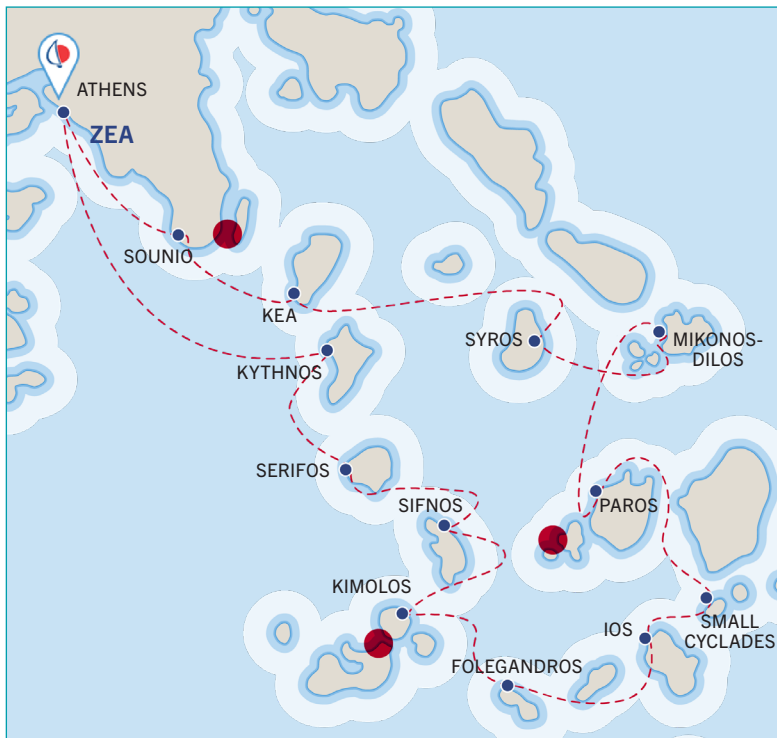 ATHENS
ZEA
SOUNIO
KEA
SYROS
MIKONOS-
DILOS
KYTHNOS
SERIFOS
SIFNOS
PAROS
KIMOLOS
SMALL
CYCLADES
IOS
FOLEGANDROS